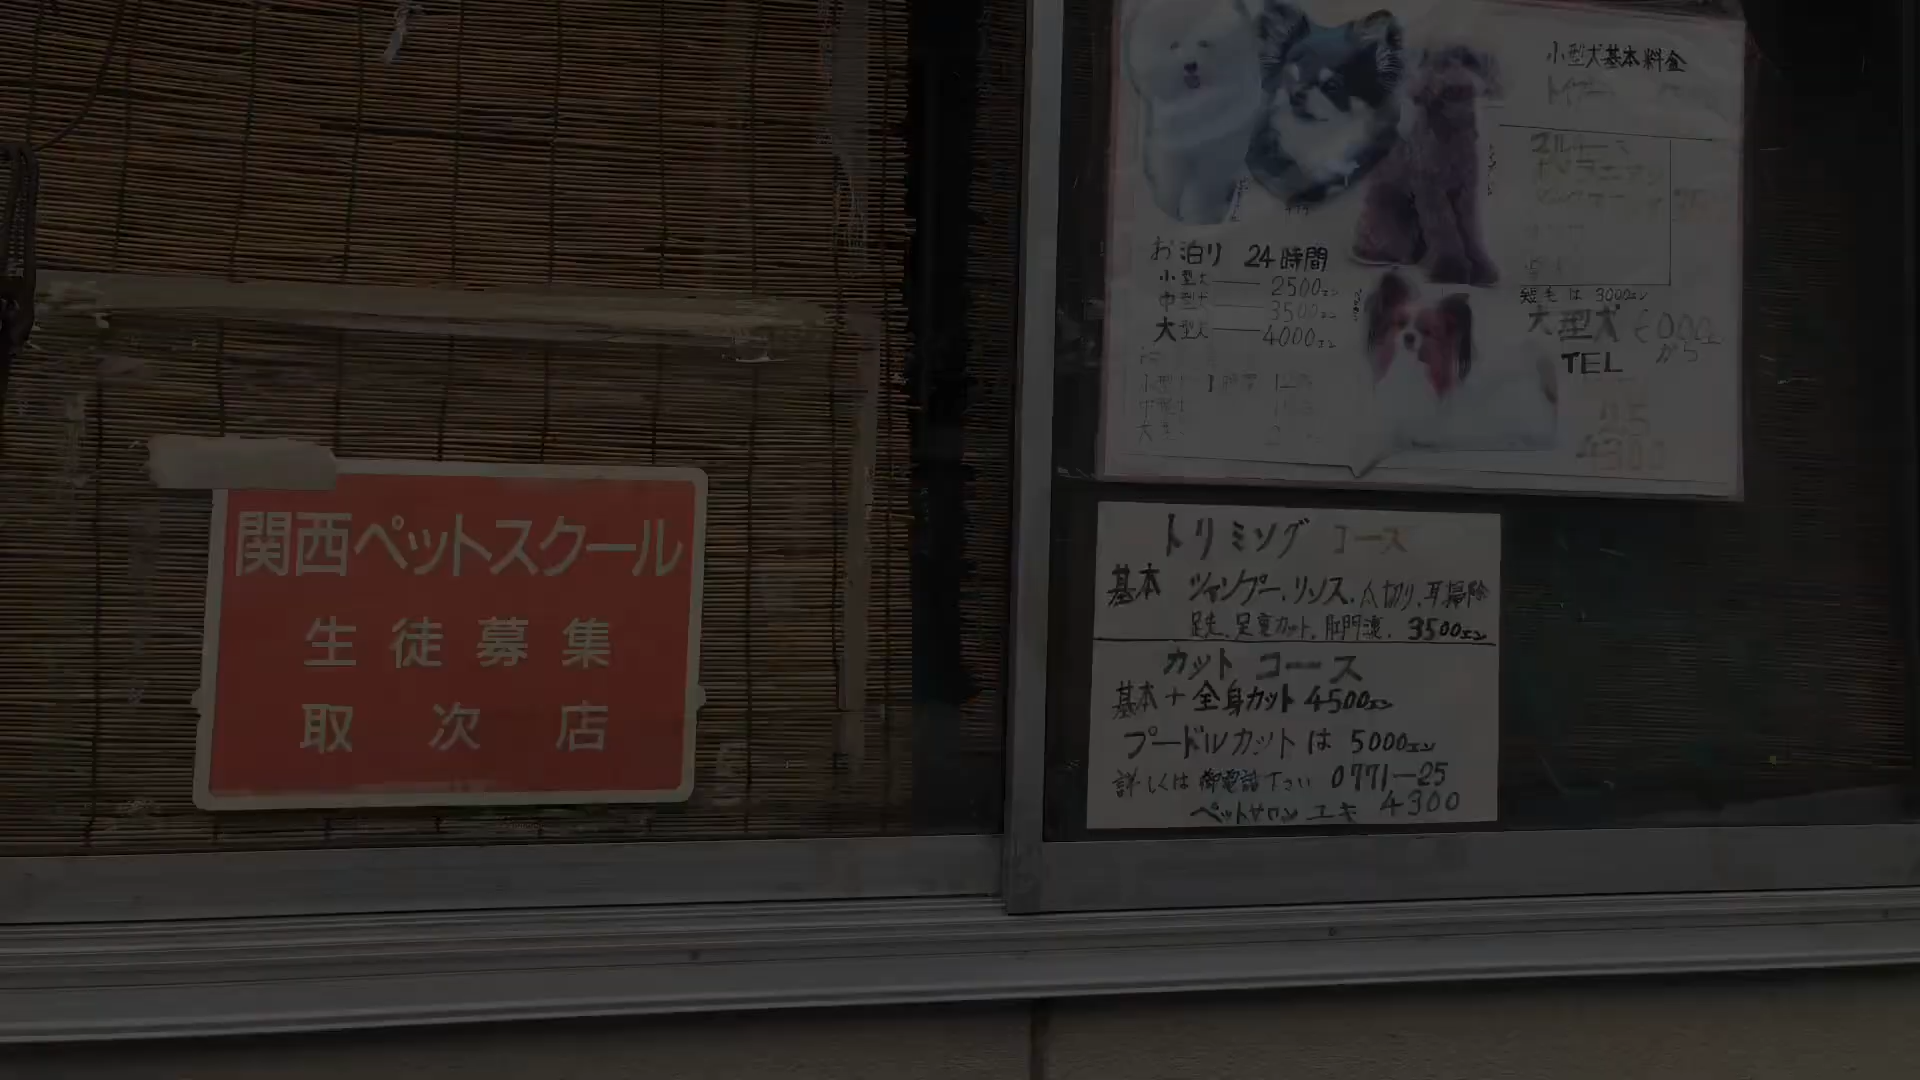 関西ペットスクール
生徒募集
取次店
小型犬基本料金
お泊り 24時間
小型犬 2500エン
中型犬 3500エン
大型犬 4000エン
短毛は 3000エン
大型犬
から
TEL
25
4300
トリミング コース
基本 シャンプー、リンス、爪切り、耳掃除
足先、足裏カット、肛門 3500エン
カット コース
基本+全身カット 4500エン
プードルカットは 5000エン
詳しくは御電話下さい 0771-25
ペットサロン ユキ 4300